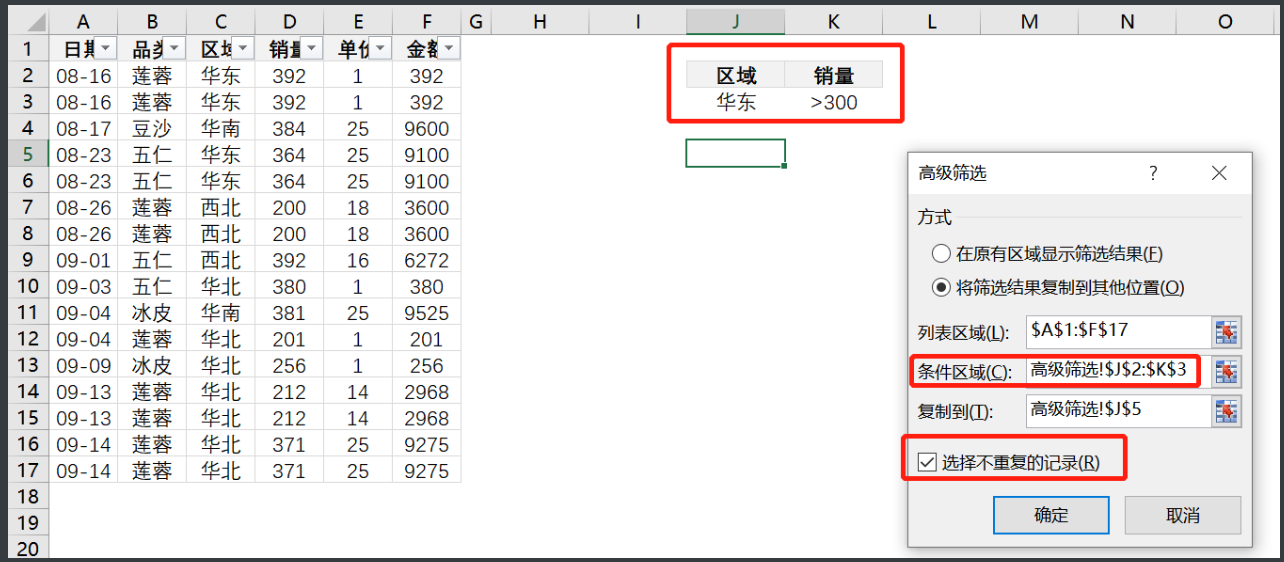 A B C D E F G H I J K L M N O
1 日期 品类 区域 销量 单价 金额
2 08-16 莲蓉 华东 392 1 392 区域 销量
3 08-16 莲蓉 华东 392 1 392 华东 >300
4 08-17 豆沙 华南 384 25 9600
5 08-23 五仁 华东 364 25 9100
6 08-23 五仁 华东 364 25 9100
7 08-26 莲蓉 西北 200 18 3600
8 08-26 莲蓉 西北 200 18 3600
9 09-01 五仁 西北 392 16 6272
10 09-03 五仁 华北 380 1 380
11 09-04 冰皮 华南 381 25 9525
12 09-04 莲蓉 华北 201 1 201
13 09-09 冰皮 华北 256 1 256
14 09-13 莲蓉 华北 212 14 2968
15 09-13 莲蓉 华北 212 14 2968
16 09-14 莲蓉 华北 371 25 9275
17 09-14 莲蓉 华北 371 25 9275
18
19
20
高级筛选 ?
方式
在原有区域显示筛选结果(F)
将筛选结果复制到其他位置(O)
列表区域(L): $A$1:$F$17
条件区域(C): 高级筛选!$J$2:$K$3
复制到(T): 高级筛选!$J$5
选择不重复的记录(R)
确定 取消